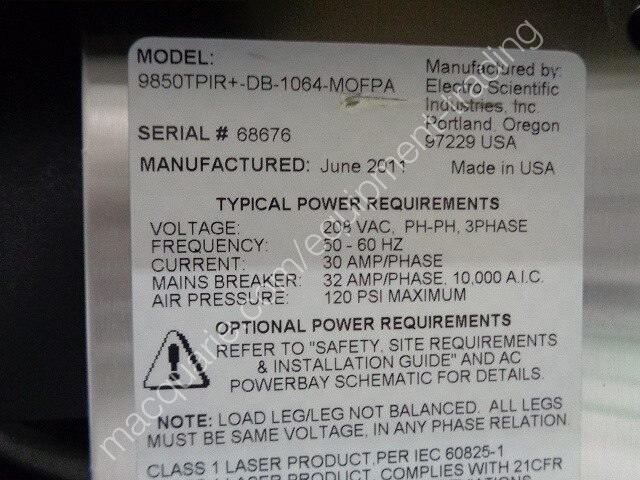 MODEL:
9850TPIR+-DB-1064-MOFPA
Manufactured by:
Electro Scientific
Industries, Inc.
Portland, Oregon
97229 USA
SERIAL # 68676
MANUFACTURED: June 2011 Made in USA
TYPICAL POWER REQUIREMENTS
VOLTAGE: 208 VAC, PH-PH, 3PHASE
FREQUENCY: 50 - 60 HZ
CURRENT: 30 AMP/PHASE
MAINS BREAKER: 32 AMP/PHASE, 10,000 A.I.C.
AIR PRESSURE: 120 PSI MAXIMUM
OPTIONAL POWER REQUIREMENTS
REFER TO "SAFETY, SITE REQUIREMENTS
& INSTALLATION GUIDE" AND AC
POWERBAY SCHEMATIC FOR DETAILS.
NOTE: LOAD LEG/LEG NOT BALANCED. ALL LEGS
MUST BE SAME VOLTAGE, IN ANY PHASE RELATION.
CLASS 1 LASER PRODUCT PER IEC 60825-1
LASER PRODUCT, COMPLIES WITH 21CFR
macquarie.com/equipmenttrading